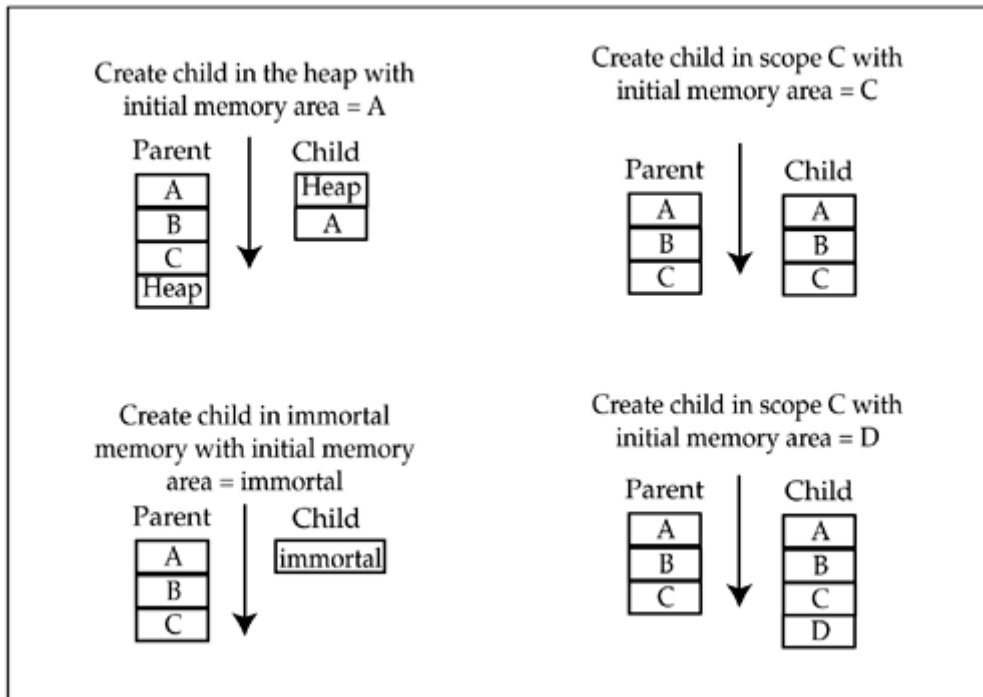 Create child in the heap with
initial memory area = A
Parent
Child
A
B
C
Heap
Heap
A
Create child in scope C with
initial memory area = C
Parent
Child
A
B
C
A
B
C
Create child in immortal
memory with initial memory
area = immortal
Parent
Child
A
B
C
immortal
Create child in scope C with
initial memory area = D
Parent
Child
A
B
C
A
B
C
D